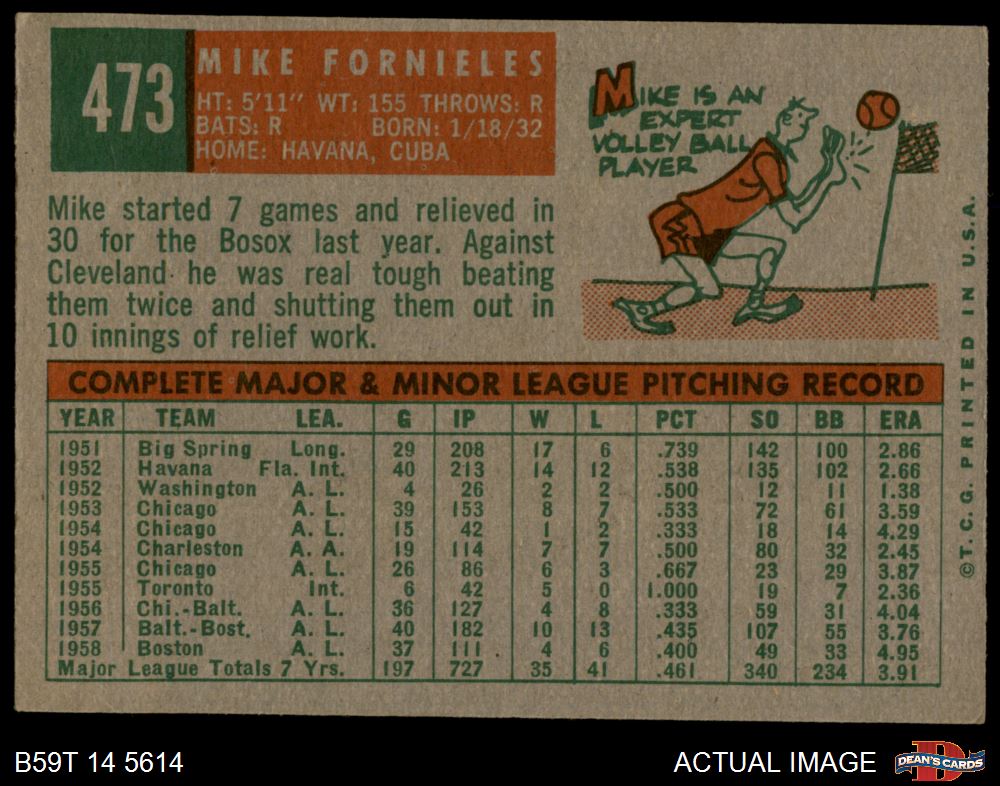 473
MIKE FORNIELES
HT: 5'11" WT: 155 THROWS: R
BATS: R BORN: 1/18/32
HOME: HAVANA, CUBA
MIKE IS AN
EXPERT
VOLLEY BALL
PLAYER
Mike started 7 games and relieved in
30 for the Bosox last year. Against
Cleveland he was real tough beating
them twice and shutting them out in
10 innings of relief work.
COMPLETE MAJOR & MINOR LEAGUE PITCHING RECORD
YEAR TEAM LEA. G IP W L PCT SO BB ERA
1951 Big Spring Long. 29 208 17 6 .739 142 100 2.86
1952 Havana Fla. Int. 40 213 14 12 .538 135 102 2.66
1952 Washington A. L. 4 26 2 2 .500 12 11 1.38
1953 Chicago A. L. 39 153 8 7 .533 72 61 3.59
1954 Chicago A. L. 15 42 1 2 .333 18 14 4.29
1954 Charleston A. A. 19 114 7 7 .500 80 32 2.45
1955 Chicago A. L. 26 86 6 3 .667 23 29 3.87
1955 Toronto Int. 6 42 5 0 1.000 19 7 2.36
1956 Chi.-Balt. A. L. 36 127 4 8 .333 59 31 4.04
1957 Balt.-Bost. A. L. 40 182 10 13 .435 107 55 3.76
1958 Boston A. L. 37 111 4 6 .400 49 33 4.95
Major League Totals 7 Yrs. 197 727 35 41 .461 340 234 3.91
©T.C.G. PRINTED IN U.S.A.
B59T 14 5614
ACTUAL IMAGE
D
DEAN'S CARDS